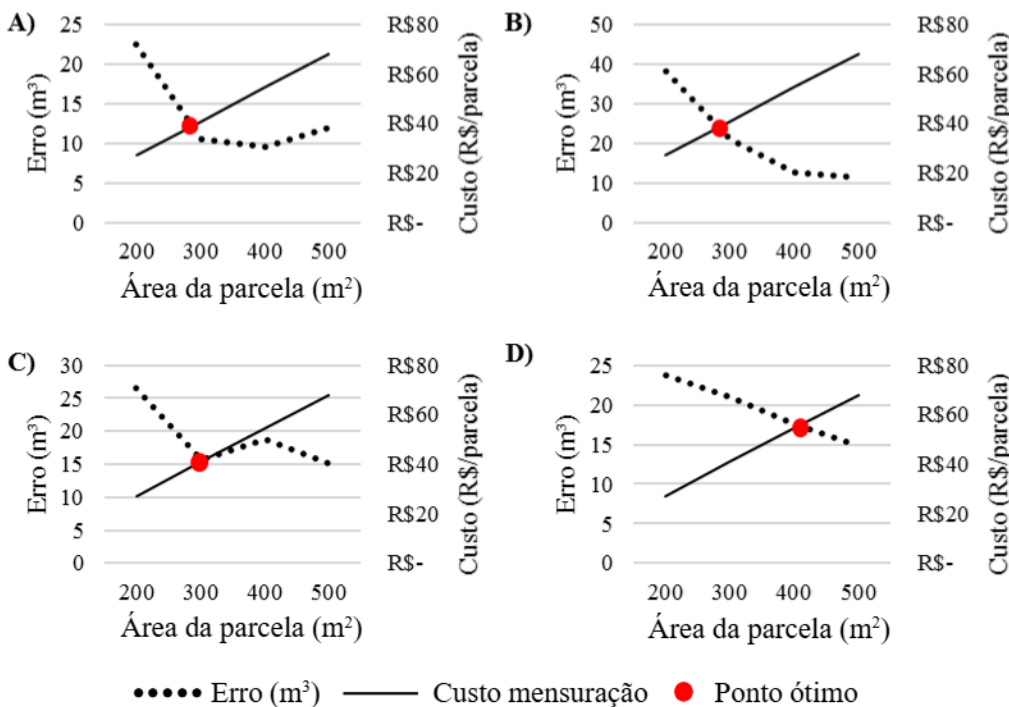 A)
Erro (m³)
25
20
15
10
5
0
R$80
R$60
R$40
R$20
R$-
Custo (R$/parcela)
200 300 400 500
Área da parcela (m²)
B)
Erro (m³)
50
40
30
20
10
0
R$80
R$60
R$40
R$20
R$-
Custo (R$/parcela)
200 300 400 500
Área da parcela (m²)
C)
Erro (m³)
30
25
20
15
10
5
0
R$80
R$60
R$40
R$20
R$-
Custo (R$/parcela)
200 300 400 500
Área da parcela (m²)
D)
Erro (m³)
25
20
15
10
5
0
R$80
R$60
R$40
R$20
R$-
Custo (R$/parcela)
200 300 400 500
Área da parcela (m²)
Erro (m³) Custo mensuração Ponto ótimo